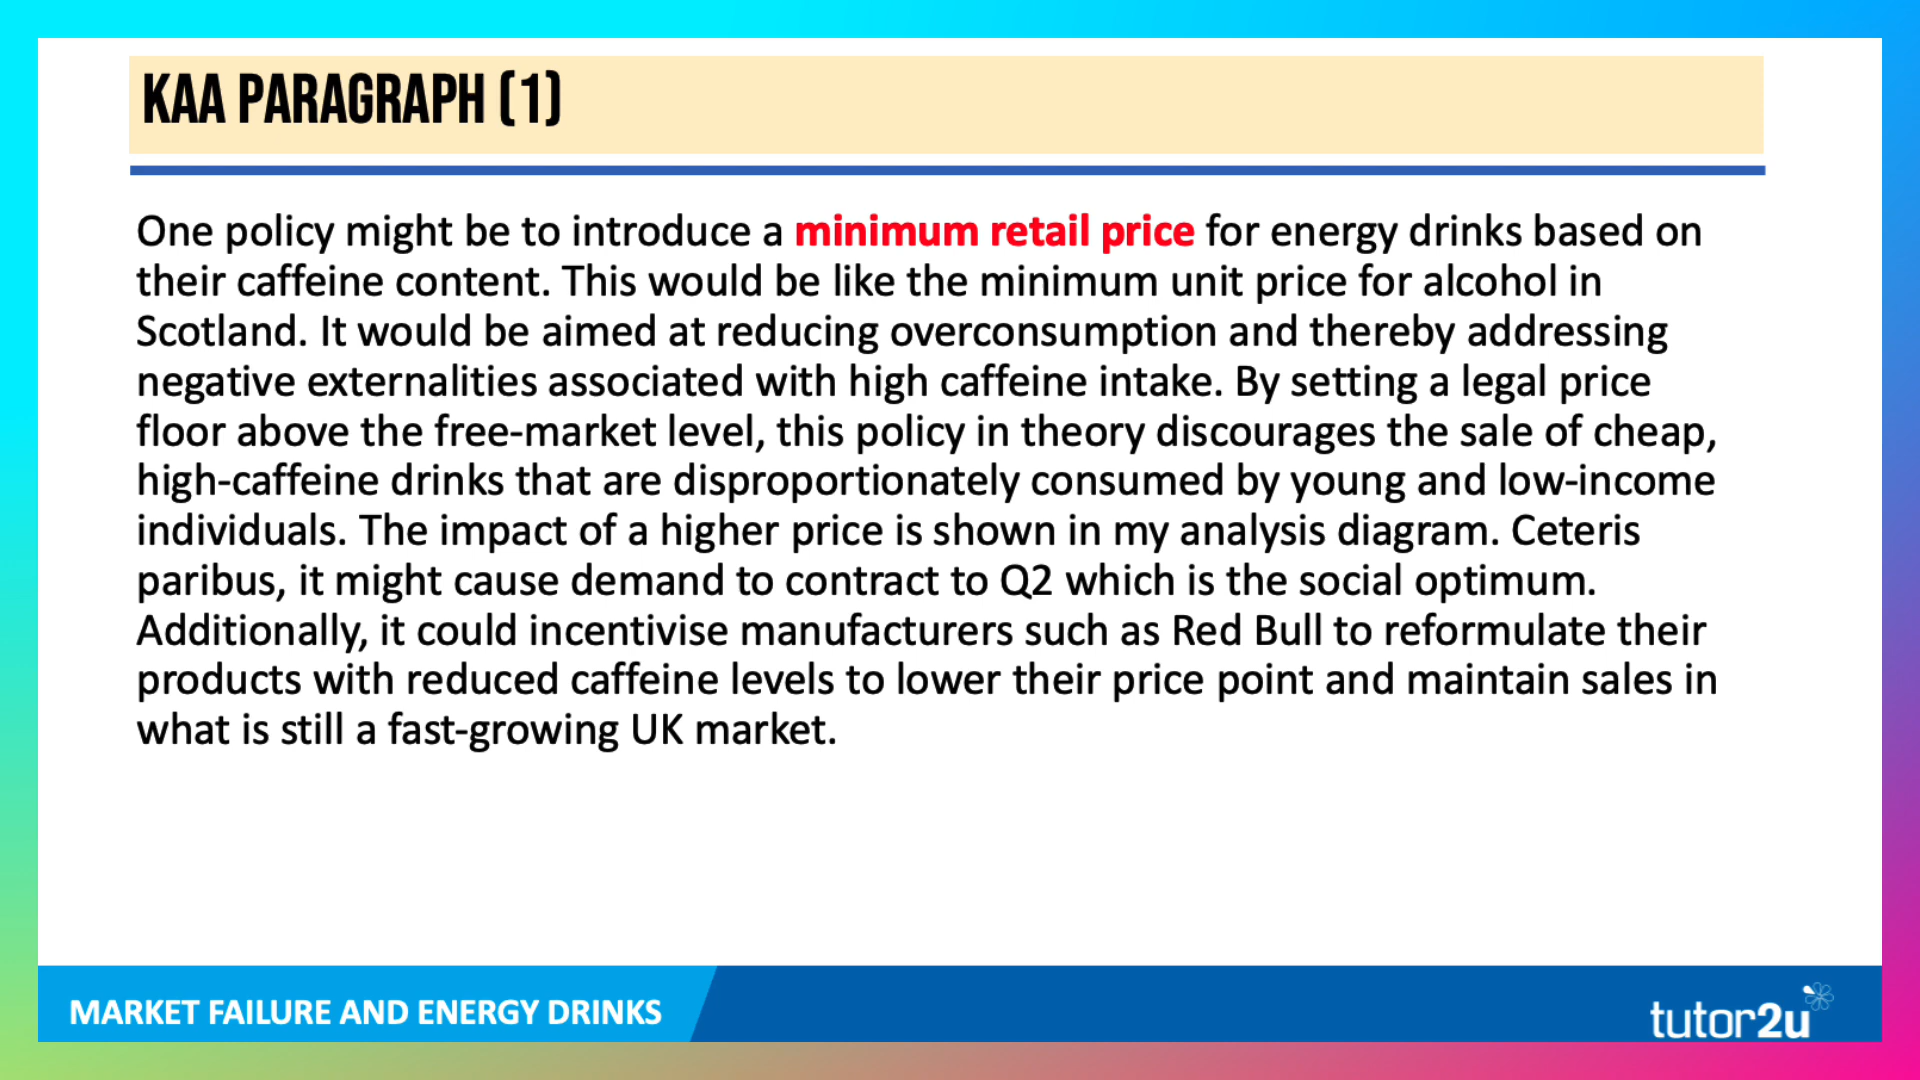 KAA PARAGRAPH (1)
One policy might be to introduce a minimum retail price for energy drinks based on
their caffeine content. This would be like the minimum unit price for alcohol in
Scotland. It would be aimed at reducing overconsumption and thereby addressing
negative externalities associated with high caffeine intake. By setting a legal price
floor above the free-market level, this policy in theory discourages the sale of cheap,
high-caffeine drinks that are disproportionately consumed by young and low-income
individuals. The impact of a higher price is shown in my analysis diagram. Ceteris
paribus, it might cause demand to contract to Q2 which is the social optimum.
Additionally, it could incentivise manufacturers such as Red Bull to reformulate their
products with reduced caffeine levels to lower their price point and maintain sales in
what is still a fast-growing UK market.
MARKET FAILURE AND ENERGY DRINKS
tutor2u